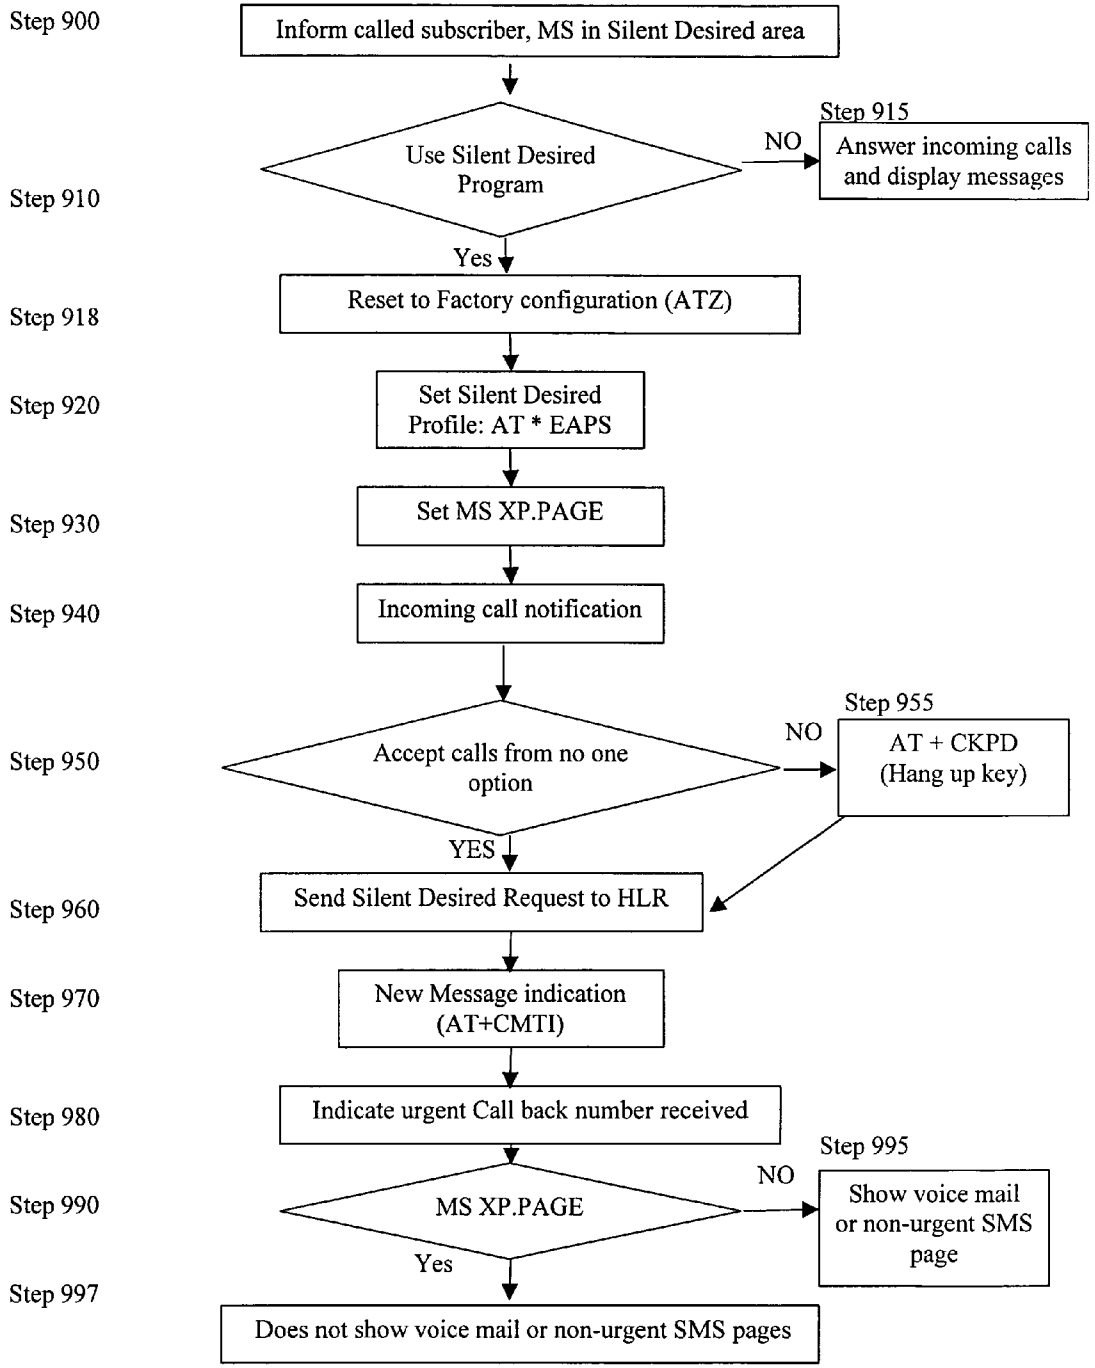 Step 900
Inform called subscriber, MS in Silent Desired area
Step 915
Use Silent Desired
Program
NO
Answer incoming calls
and display messages
Step 910
Yes
Reset to Factory configuration (ATZ)
Step 918
Step 920
Set Silent Desired
Profile: AT * EAPS
Step 930
Set MS XP.PAGE
Step 940
Incoming call notification
Step 955
Step 950
Accept calls from no one
option
NO
AT + CKPD
(Hang up key)
YES
Step 960
Send Silent Desired Request to HLR
Step 970
New Message indication
(AT+CMTI)
Step 980
Indicate urgent Call back number received
Step 995
Step 990
MS XP.PAGE
NO
Show voice mail
or non-urgent SMS
page
Yes
Step 997
Does not show voice mail or non-urgent SMS pages